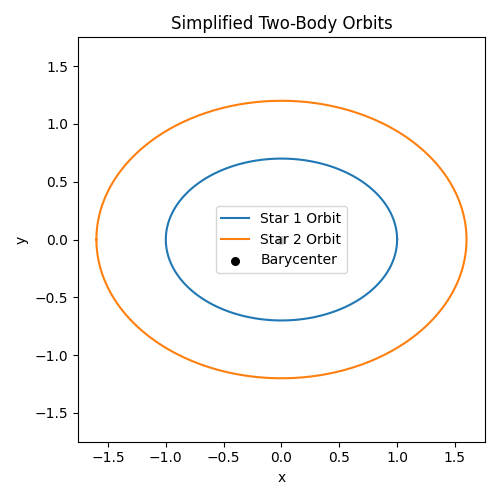 Simplified Two-Body Orbits
1.5
1.0
0.5
0.0
−0.5
−1.0
−1.5
y
Star 1 Orbit
Star 2 Orbit
Barycenter
−1.5 −1.0 −0.5 0.0 0.5 1.0 1.5
x